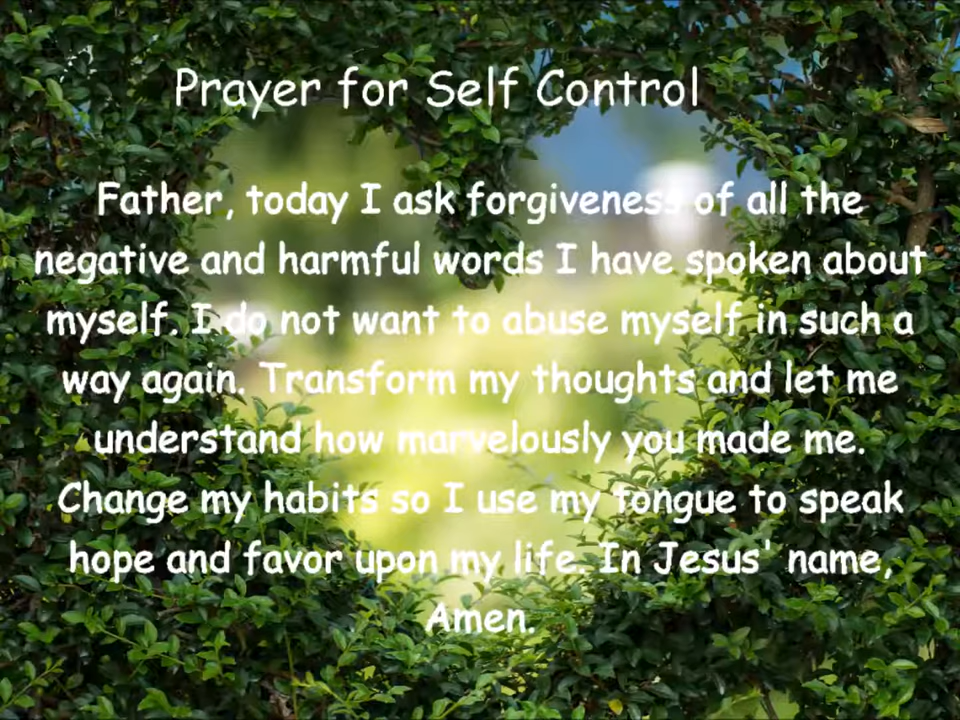 Prayer for Self Control
Father, today I ask forgiveness of all the
negative and harmful words I have spoken about
myself. I do not want to abuse myself in such a
way again. Transform my thoughts and let me
understand how marvelously you made me.
Change my habits so I use my tongue to speak
hope and favor upon my life. In Jesus' name,
Amen.